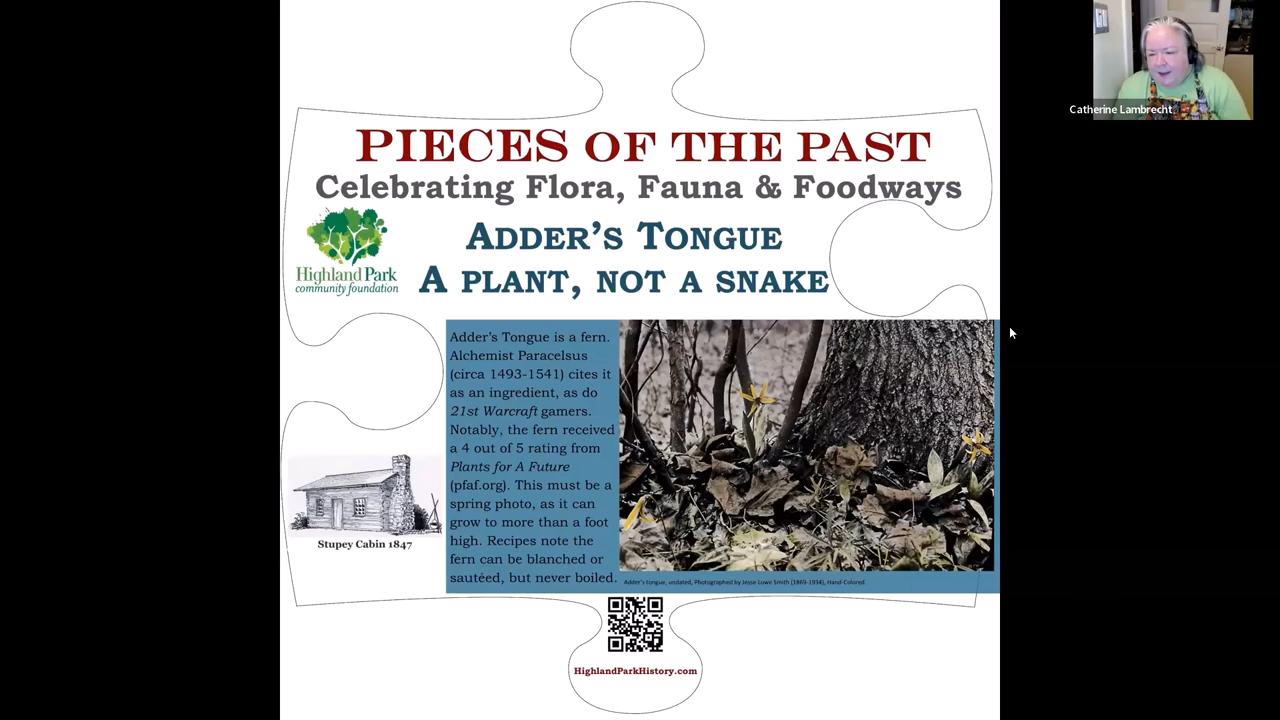 Catherine Lambrecht
PIECES OF THE PAST
Celebrating Flora, Fauna & Foodways
ADDER'S TONGUE
A PLANT, NOT A SNAKE
Highland Park
community foundation
Adder's Tongue is a fern.
Alchemist Paracelsus
(circa 1493-1541) cites it
as an ingredient, as do
21st Warcraft gamers.
Notably, the fern received
a 4 out of 5 rating from
Plants for A Future
(pfaf.org). This must be a
spring photo, as it can
grow to more than a foot
high. Recipes note the
fern can be blanched or
sautéed, but never boiled.
Adder's tongue, undated, Photographed by Jesse Lowe Smith (1869-1934), Hand-Colored.
Stupey Cabin 1847
HighlandParkHistory.com